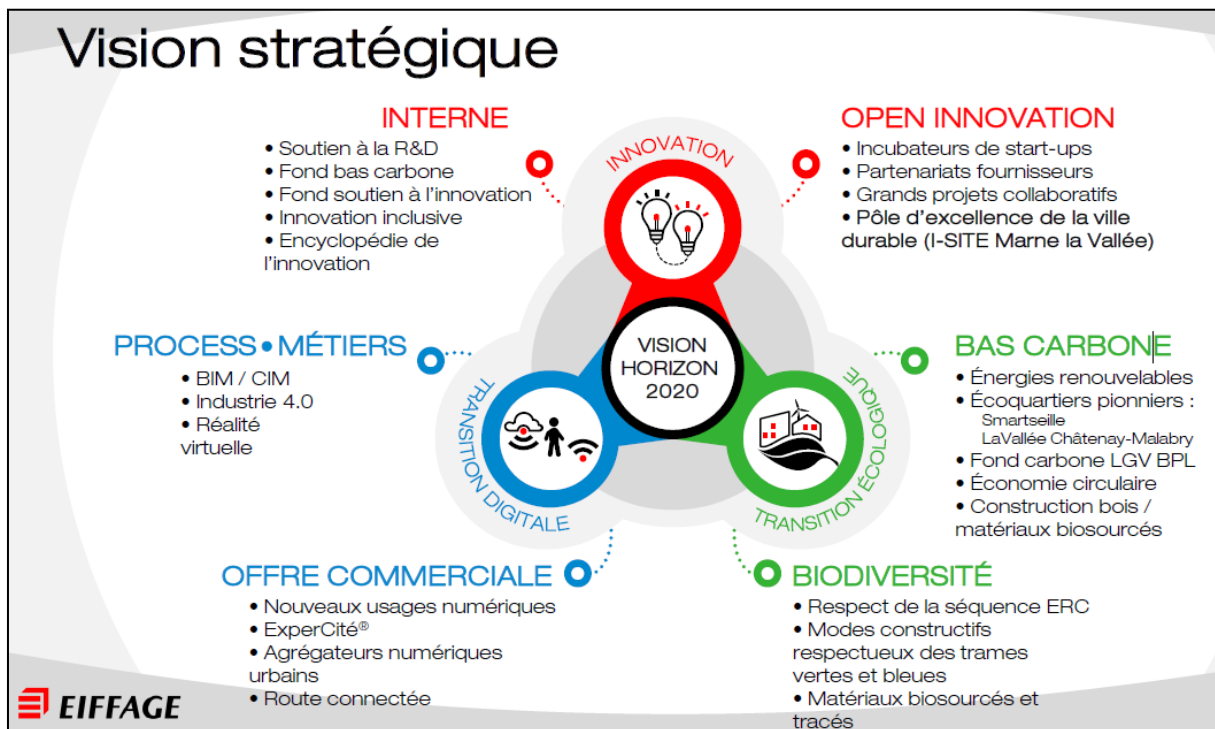 Vision stratégique
INTERNE
• Soutien à la R&D
• Fond bas carbone
• Fond soutien à l'innovation
• Innovation inclusive
• Encyclopédie de
l'innovation
OPEN INNOVATION
• Incubateurs de start-ups
• Partenariats fournisseurs
• Grands projets collaboratifs
• Pôle d'excellence de la ville
durable (I-SITE Marne la Vallée)
INNOVATION
VISION
HORIZON
2020
PROCESS•MÉTIERS
• BIM / CIM
• Industrie 4.0
• Réalité
virtuelle
TRANSITION DIGITALE
TRANSITION ÉCOLOGIQUE
BAS CARBONE
• Énergies renouvelables
• Écoquartiers pionniers :
Smartseille
LaVallée Châtenay-Malabry
• Fond carbone LGV BPL
• Économie circulaire
• Construction bois /
matériaux biosourcés
OFFRE COMMERCIALE
• Nouveaux usages numériques
• ExperCité®
• Agrégateurs numériques
urbains
• Route connectée
BIODIVERSITÉ
• Respect de la séquence ERC
• Modes constructifs
respectueux des trames
vertes et bleues
• Matériaux biosourcés et
tracés
EIFFAGE